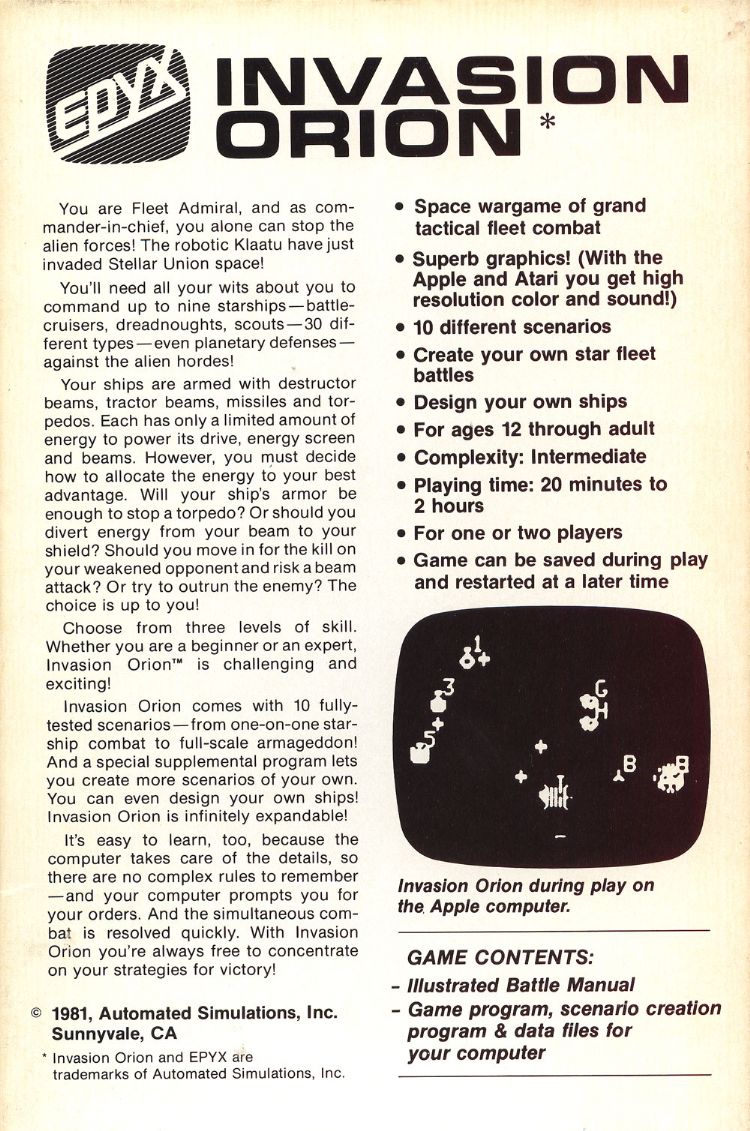 EPYX
INVASION
ORION*
You are Fleet Admiral, and as com-
mander-in-chief, you alone can stop the
alien forces! The robotic Klaatu have just
invaded Stellar Union space!
You'll need all your wits about you to
command up to nine starships—battle-
cruisers, dreadnoughts, scouts—30 dif-
ferent types—even planetary defenses—
against the alien hordes!
Your ships are armed with destructor
beams, tractor beams, missiles and tor-
pedos. Each has only a limited amount of
energy to power its drive, energy screen
and beams. However, you must decide
how to allocate the energy to your best
advantage. Will your ship's armor be
enough to stop a torpedo? Or should you
divert energy from your beam to your
shield? Should you move in for the kill on
your weakened opponent and risk a beam
attack? Or try to outrun the enemy? The
choice is up to you!
Choose from three levels of skill.
Whether you are a beginner or an expert,
Invasion Orion™ is challenging and
exciting!
Invasion Orion comes with 10 fully-
tested scenarios—from one-on-one star-
ship combat to full-scale armageddon!
And a special supplemental program lets
you create more scenarios of your own.
You can even design your own ships!
Invasion Orion is infinitely expandable!
It's easy to learn, too, because the
computer takes care of the details, so
there are no complex rules to remember
—and your computer prompts you for
your orders. And the simultaneous com-
bat is resolved quickly. With Invasion
Orion you're always free to concentrate
on your strategies for victory!
© 1981, Automated Simulations, Inc.
Sunnyvale, CA
* Invasion Orion and EPYX are
trademarks of Automated Simulations, Inc.
• Space wargame of grand
tactical fleet combat
• Superb graphics! (With the
Apple and Atari you get high
resolution color and sound!)
• 10 different scenarios
• Create your own star fleet
battles
• Design your own ships
• For ages 12 through adult
• Complexity: Intermediate
• Playing time: 20 minutes to
2 hours
• For one or two players
• Game can be saved during play
and restarted at a later time
1
3
5
G
H
B
B
T
Invasion Orion during play on
the Apple computer.
GAME CONTENTS:
- Illustrated Battle Manual
- Game program, scenario creation
program & data files for
your computer